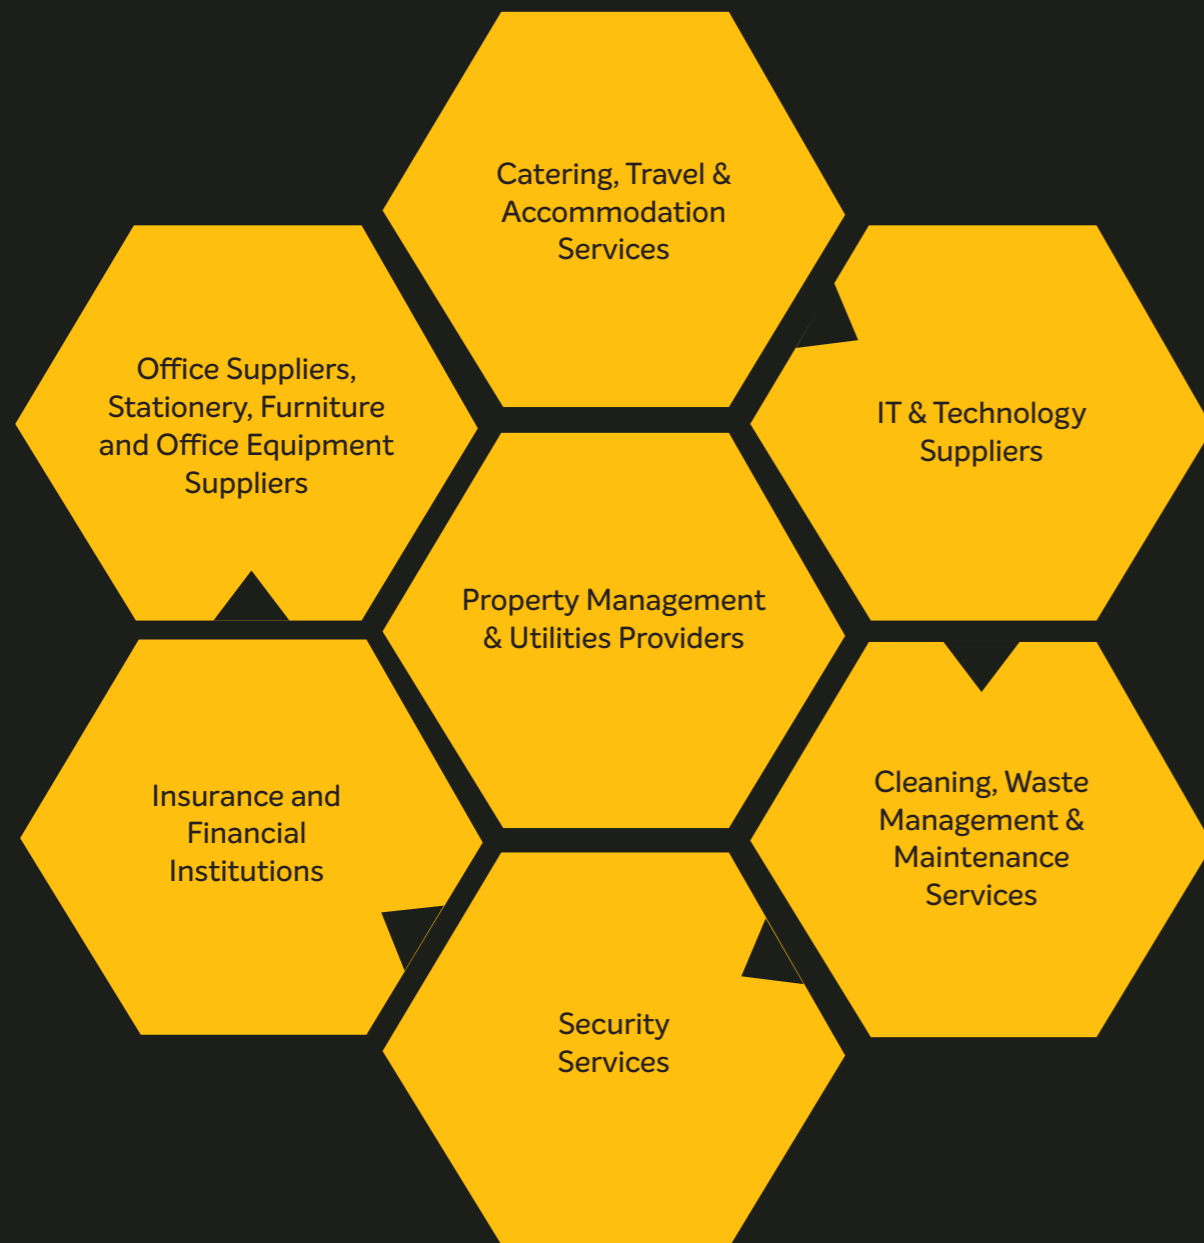 Catering, Travel &
Accommodation
Services
Office Suppliers,
Stationery, Furniture
and Office Equipment
Suppliers
IT & Technology
Suppliers
Property Management
& Utilities Providers
Insurance and
Financial
Institutions
Cleaning, Waste
Management &
Maintenance
Services
Security
Services